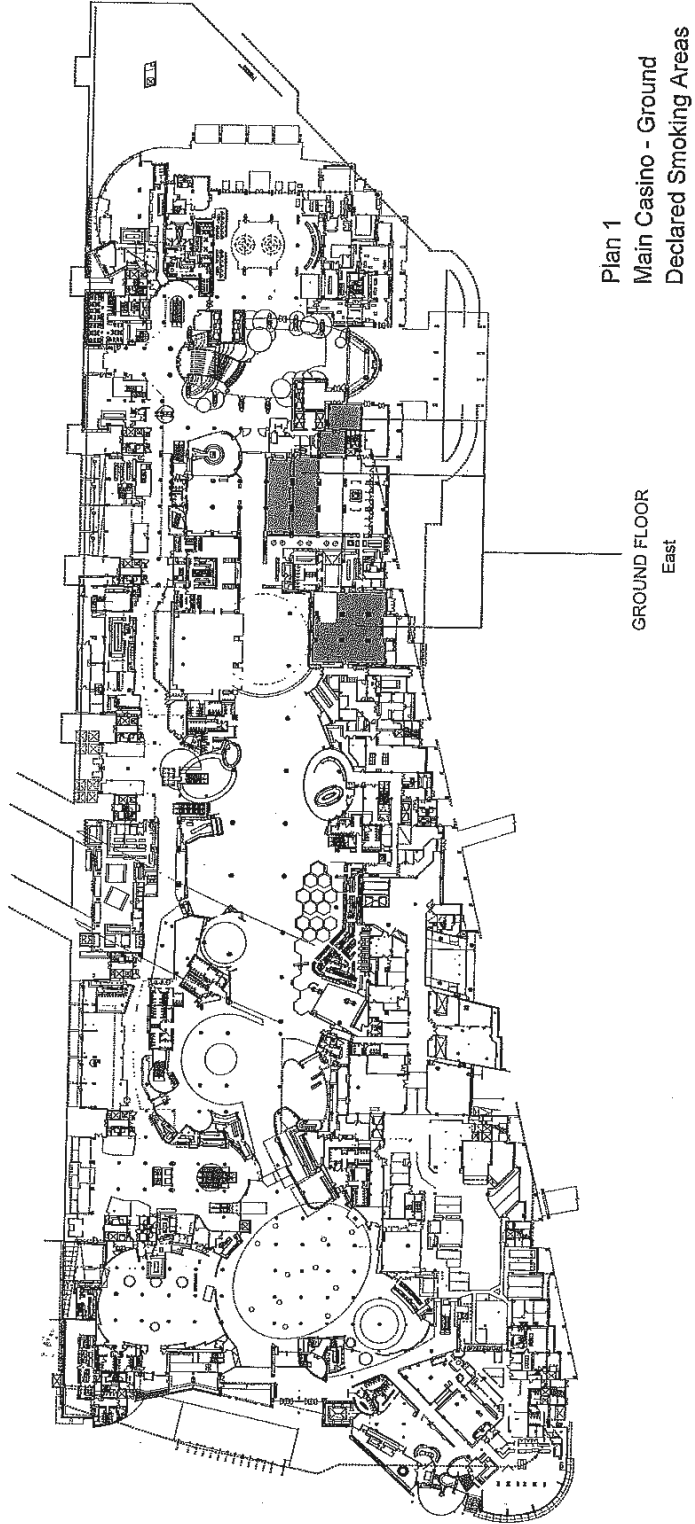 Plan 1
Main Casino - Ground
Declared Smoking Areas
GROUND FLOOR
East